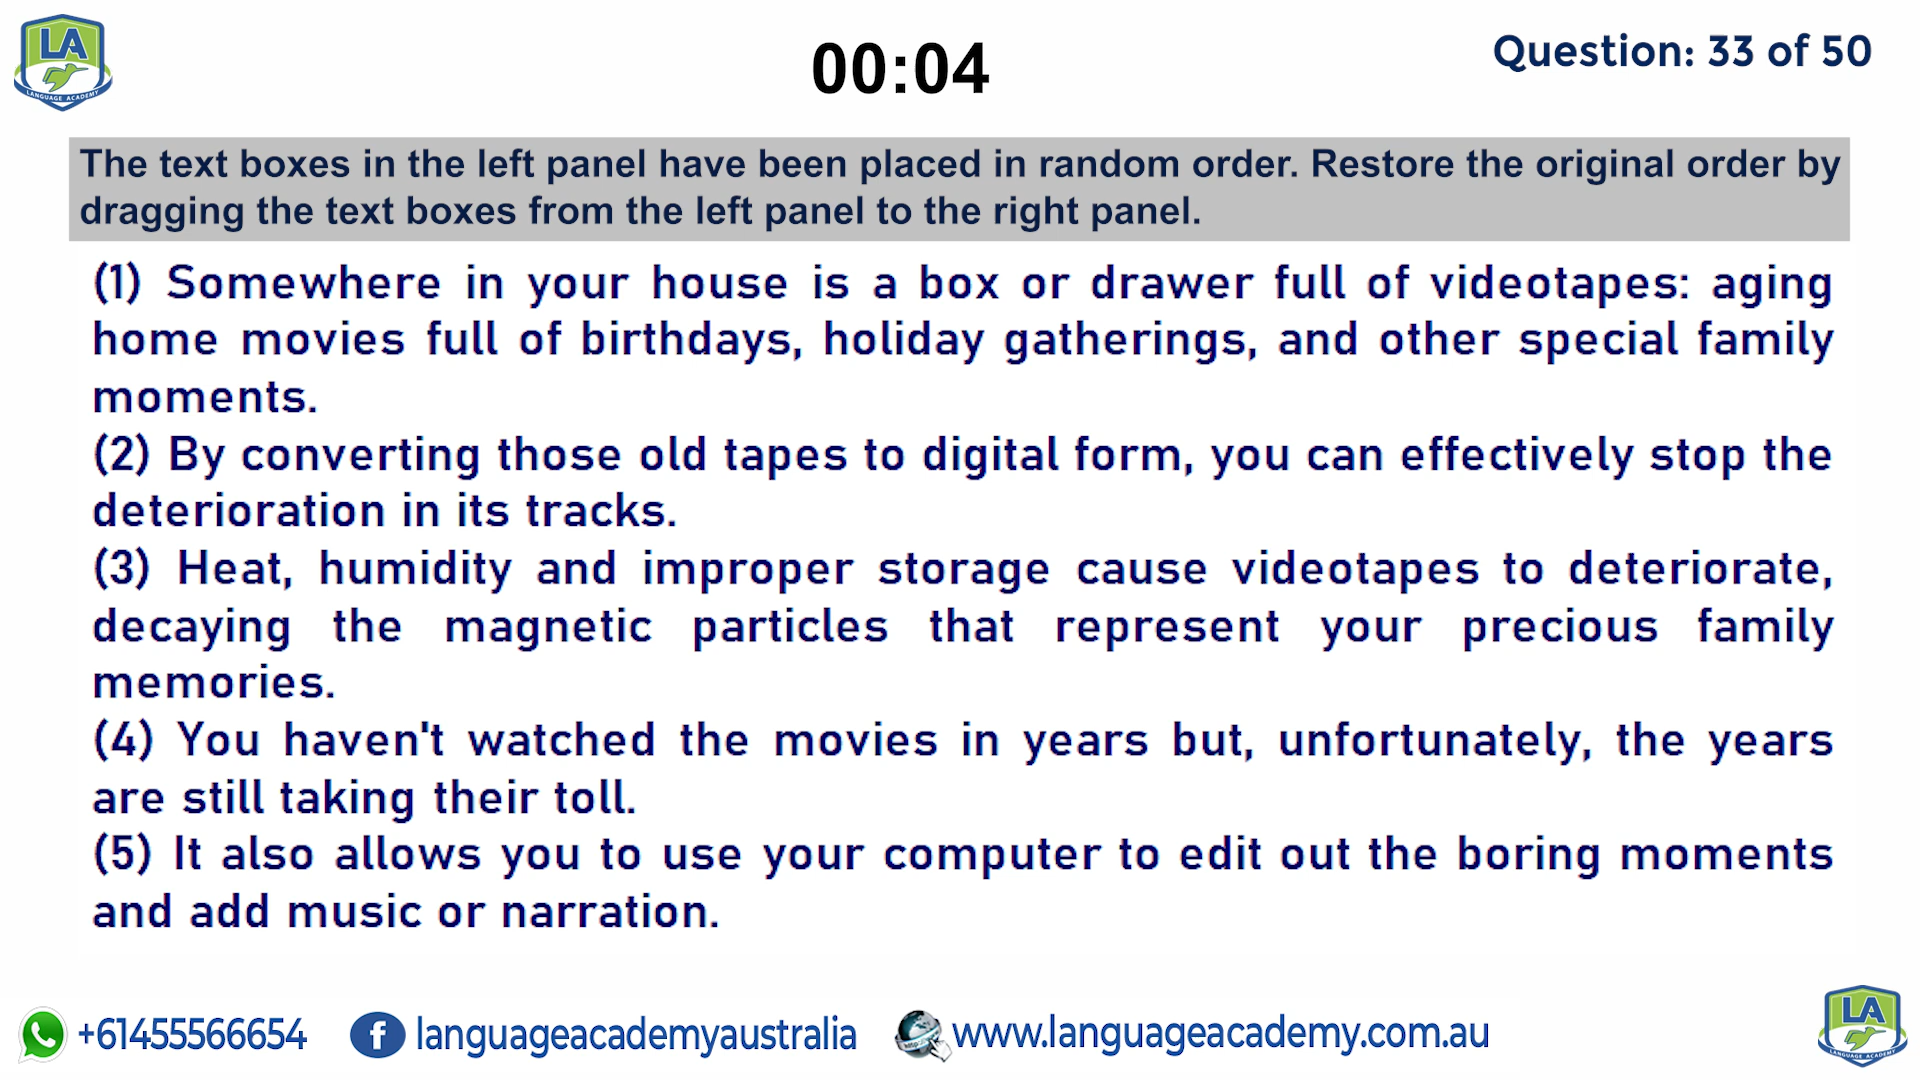 LA
LANGUAGE ACADEMY
00:04
Question: 33 of 50
The text boxes in the left panel have been placed in random order. Restore the original order by
dragging the text boxes from the left panel to the right panel.
(1) Somewhere in your house is a box or drawer full of videotapes: aging
home movies full of birthdays, holiday gatherings, and other special family
moments.
(2) By converting those old tapes to digital form, you can effectively stop the
deterioration in its tracks.
(3) Heat, humidity and improper storage cause videotapes to deteriorate,
decaying the magnetic particles that represent your precious family
memories.
(4) You haven't watched the movies in years but, unfortunately, the years
are still taking their toll.
(5) It also allows you to use your computer to edit out the boring moments
and add music or narration.
+61455566654
f languageacademyaustralia
www.languageacademy.com.au
LA
LANGUAGE ACADEMY